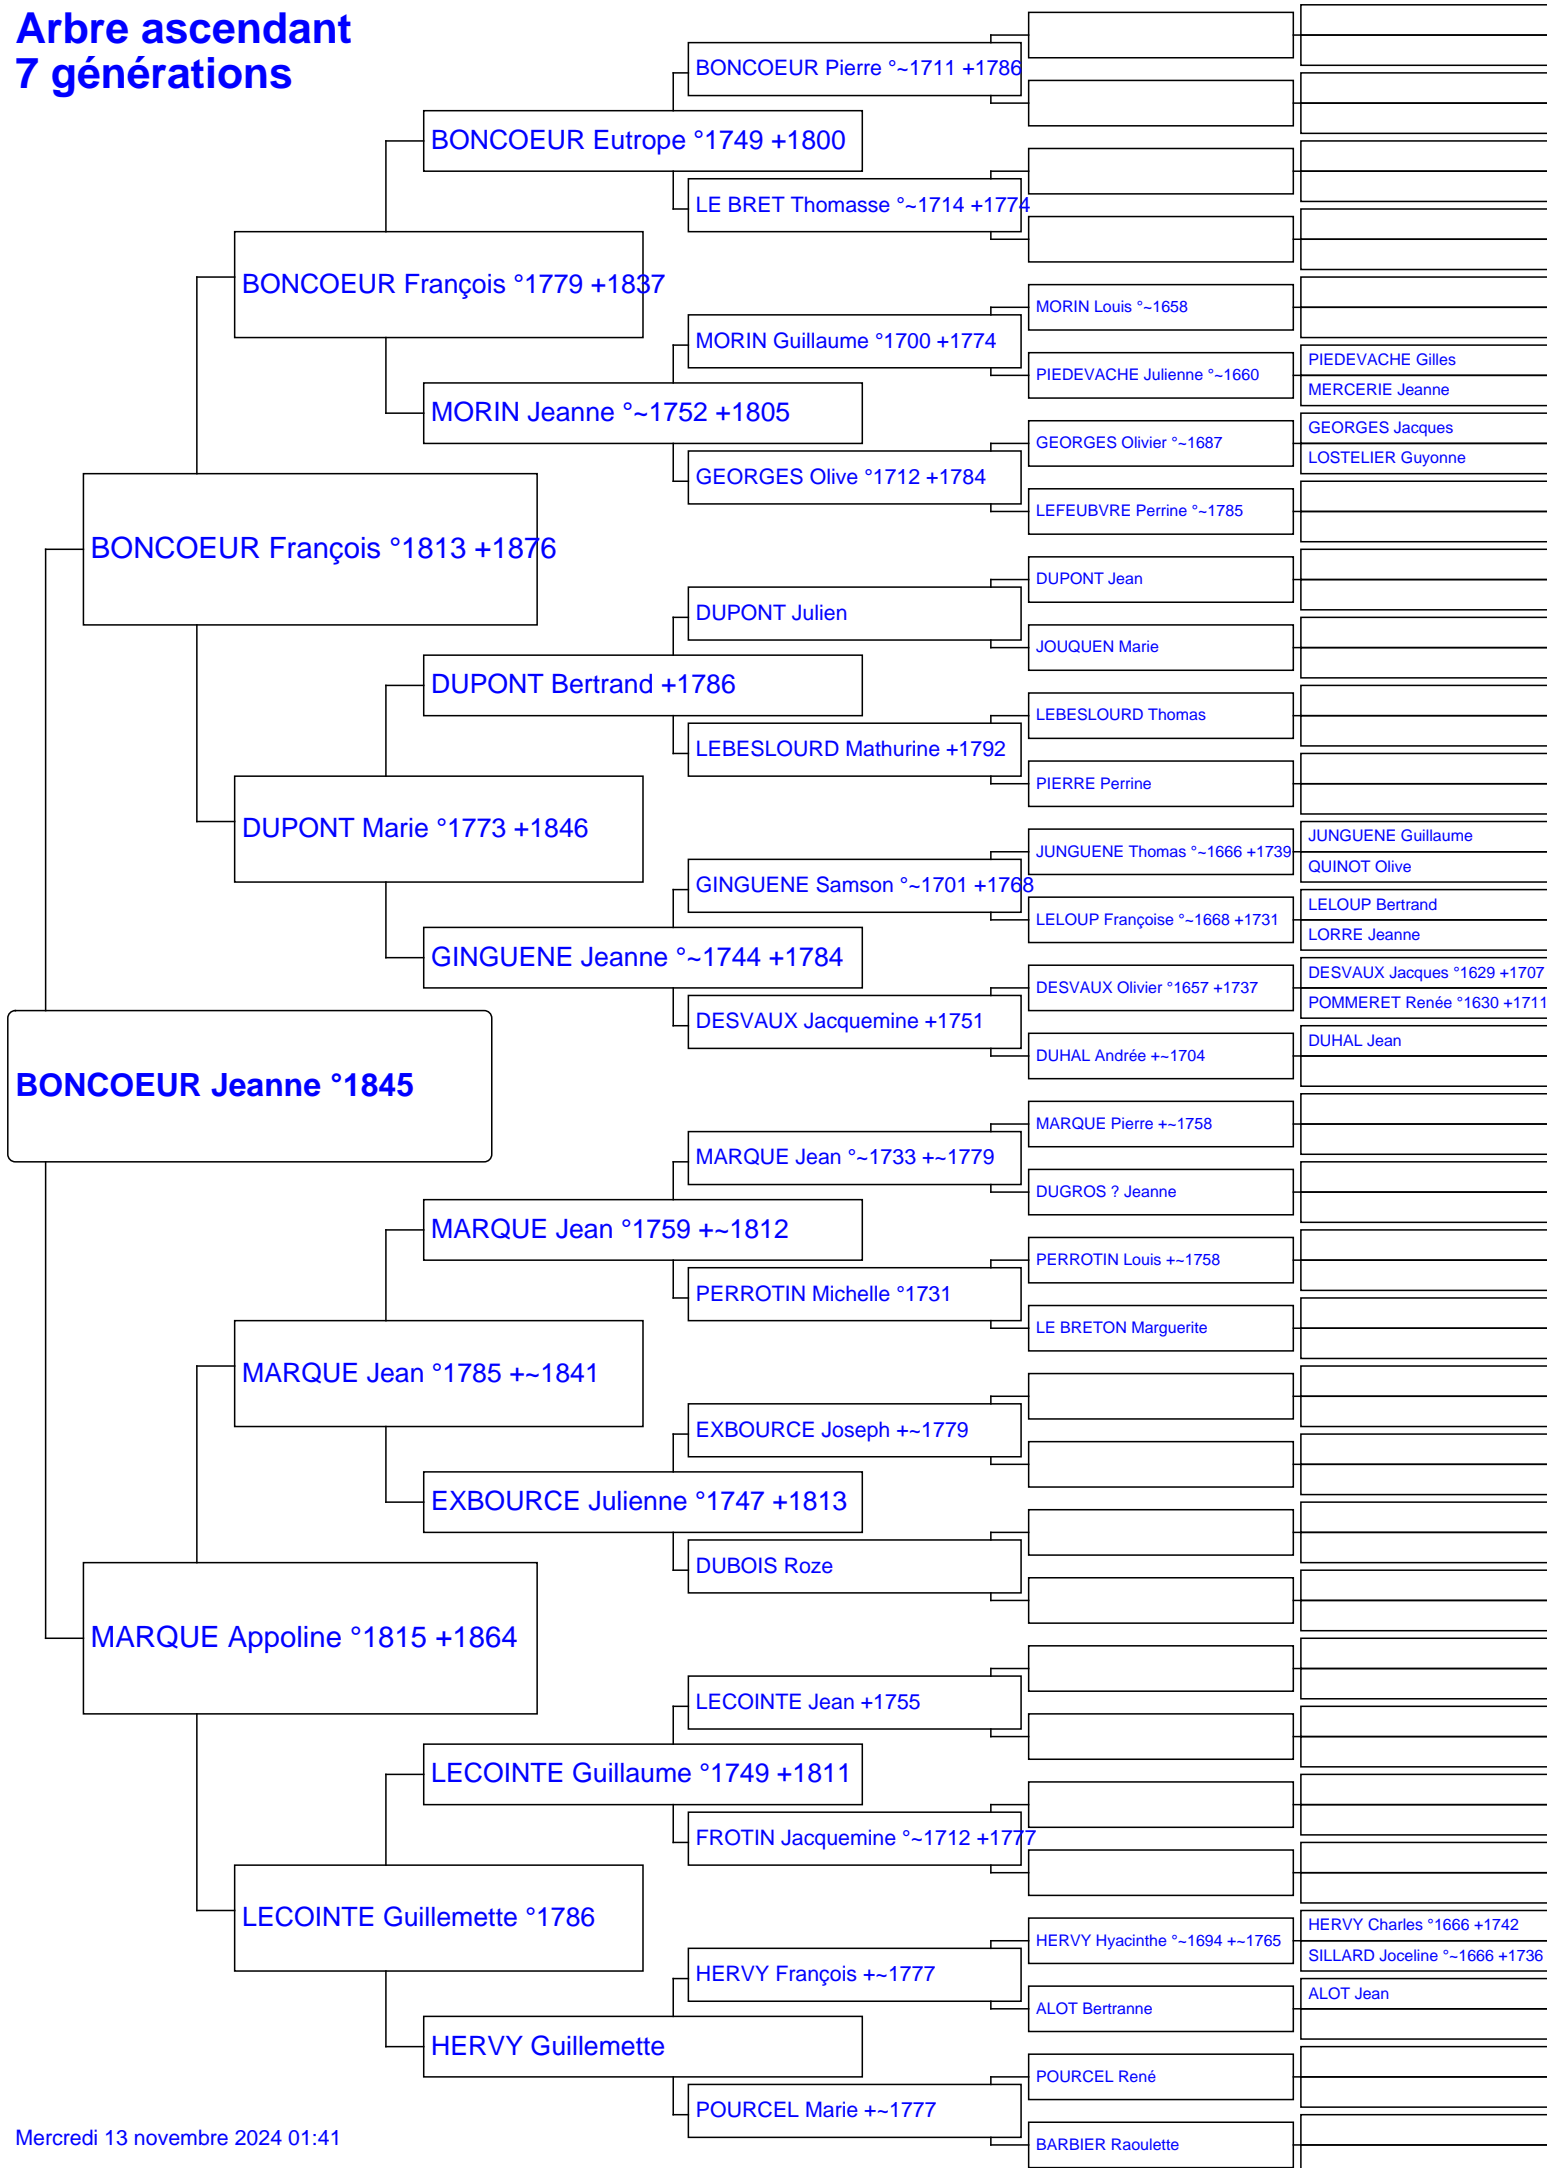 Arbre ascendant
7 générations
BONCOEUR Pierre °~1711 +1786
BONCOEUR Eutrope °1749 +1800
LE BRET Thomasse °~1714 +1774
BONCOEUR François °1779 +1837
MORIN Louis °~1658
MORIN Guillaume °1700 +1774
PIEDEVACHE Gilles
PIEDEVACHE Julienne °~1660
MERCERIE Jeanne
MORIN Jeanne °~1752 +1805
GEORGES Jacques
GEORGES Olivier °~1687
LOSTELIER Guyonne
GEORGES Olive °1712 +1784
LEFEUBVRE Perrine °~1785
BONCOEUR François °1813 +1876
DUPONT Jean
DUPONT Julien
JOUQUEN Marie
DUPONT Bertrand +1786
LEBESLOURD Thomas
LEBESLOURD Mathurine +1792
PIERRE Perrine
DUPONT Marie °1773 +1846
JUNGUENE Guillaume
JUNGUENE Thomas °~1666 +1739
QUINOT Olive
GINGUENE Samson °~1701 +1768
LELOUP Bertrand
LELOUP Françoise °~1668 +1731
LORRE Jeanne
GINGUENE Jeanne °~1744 +1784
DESVAUX Jacques °1629 +1707
DESVAUX Olivier °1657 +1737
POMMERET Renée °1630 +1711
DESVAUX Jacquemine +1751
DUHAL Jean
DUHAL Andrée +~1704
BONCOEUR Jeanne °1845
MARQUE Pierre +~1758
MARQUE Jean °~1733 +~1779
DUGROS ? Jeanne
MARQUE Jean °1759 +~1812
PERROTIN Louis +~1758
PERROTIN Michelle °1731
LE BRETON Marguerite
MARQUE Jean °1785 +~1841
EXBOURCE Joseph +~1779
EXBOURCE Julienne °1747 +1813
DUBOIS Roze
MARQUE Appoline °1815 +1864
LECOINTE Jean +1755
LECOINTE Guillaume °1749 +1811
FROTIN Jacquemine °~1712 +1777
LECOINTE Guillemette °1786
HERVY Charles °1666 +1742
HERVY Hyacinthe °~1694 +~1765
SILLARD Joceline °~1666 +1736
HERVY François +~1777
ALOT Jean
ALOT Bertranne
HERVY Guillemette
POURCEL René
POURCEL Marie +~1777
BARBIER Raoulette
Mercredi 13 novembre 2024 01:41